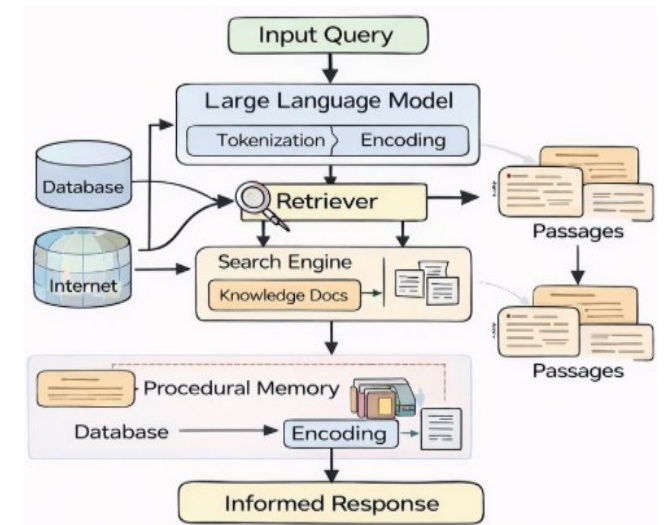 Input Query
Large Language Model
Tokenization
Encoding
Database
Retriever
Passages
Internet
Search Engine
Knowledge Docs
Passages
Procedural Memory
Database
Encoding
Informed Response